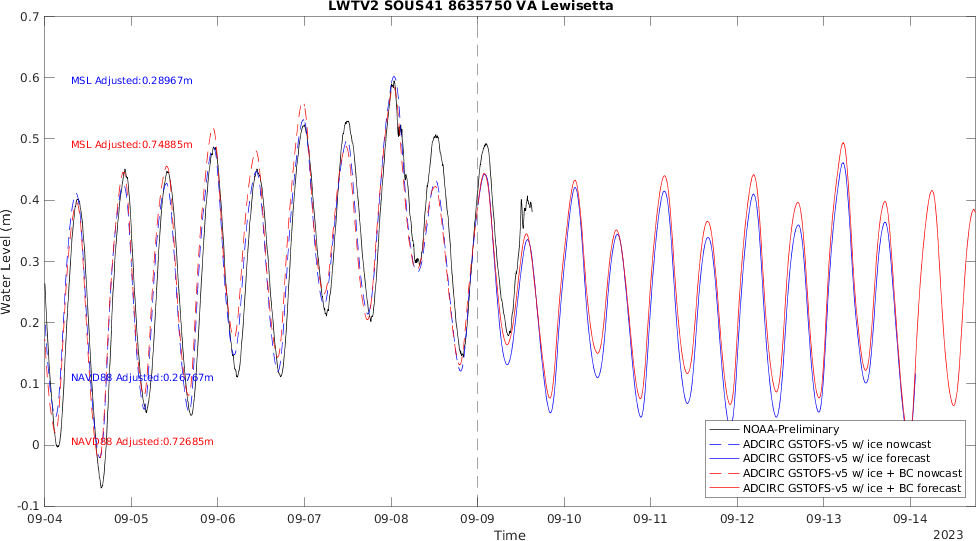 LWTV2 SOUS41 8635750 VA Lewisetta
0.7
0.6
0.5
0.4
0.3
0.2
0.1
0
-0.1
Water Level (m)
MSL Adjusted:0.28967m
MSL Adjusted:0.74885m
NAVD88 Adjusted:0.26767m
NAVD88 Adjusted:0.72685m
NOAA-Preliminary
ADCIRC GSTOFS-v5 w/ ice nowcast
ADCIRC GSTOFS-v5 w/ ice forecast
ADCIRC GSTOFS-v5 w/ ice + BC nowcast
ADCIRC GSTOFS-v5 w/ ice + BC forecast
09-04 09-05 09-06 09-07 09-08 09-09 09-10 09-11 09-12 09-13 09-14
Time
2023